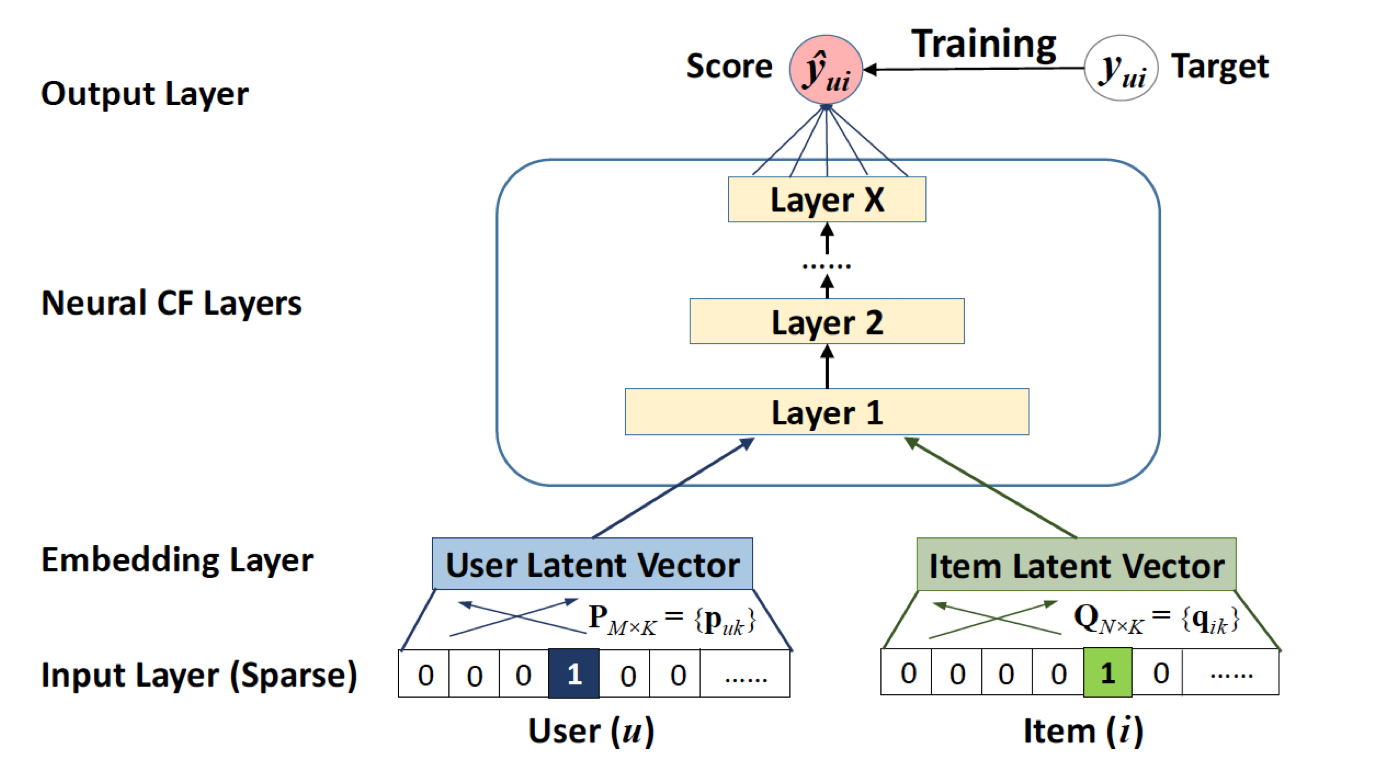 Training
Score ŷui yui Target
Output Layer
Layer X
......
Neural CF Layers
Layer 2
Layer 1
Embedding Layer
User Latent Vector Item Latent Vector
PM×K = {puk} QN×K = {qik}
Input Layer (Sparse) 0 0 0 1 0 0 ...... 0 0 0 0 1 0 ......
User (u) Item (i)